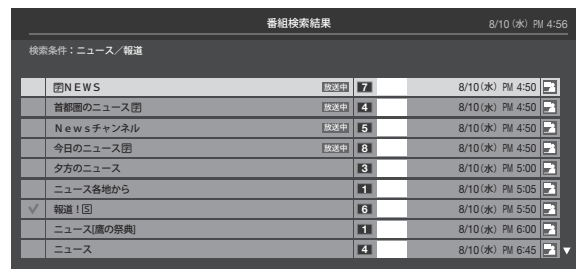 番組検索結果 8/10(水) PM 4:56
検索条件:ニュース／報道
🈑NEWS 放送中 7 8/10(水) PM 4:50
首都圏のニュース🈑 放送中 4 8/10(水) PM 4:50
Newsチャンネル 放送中 5 8/10(水) PM 4:50
今日のニュース🈑 放送中 8 8/10(水) PM 4:50
夕方のニュース 3 8/10(水) PM 5:00
ニュース各地から 1 8/10(水) PM 5:05
報道！🅂 6 8/10(水) PM 5:50
ニュース[鷹の祭典] 1 8/10(水) PM 6:00
ニュース 4 8/10(水) PM 6:45